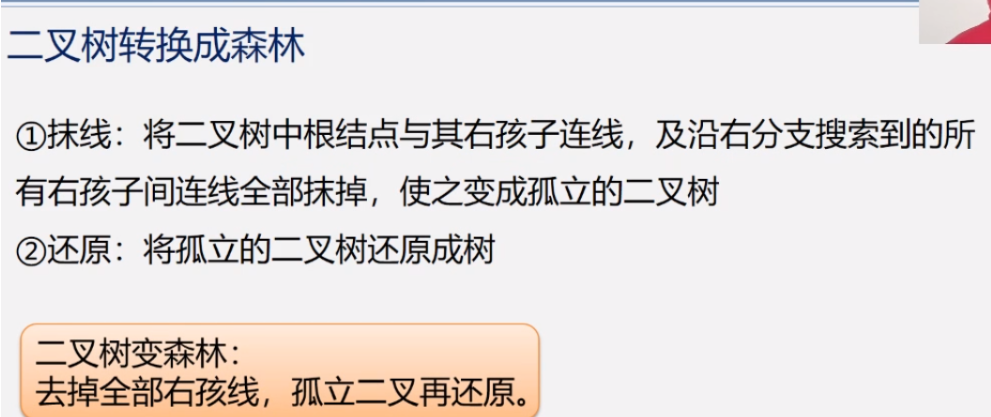 二叉树转换成森林
①抹线：将二叉树中根结点与其右孩子连线，及沿右分支搜索到的所
有右孩子间连线全部抹掉，使之变成孤立的二叉树
②还原：将孤立的二叉树还原成树
二叉树变森林：
去掉全部右孩线，孤立二叉再还原。